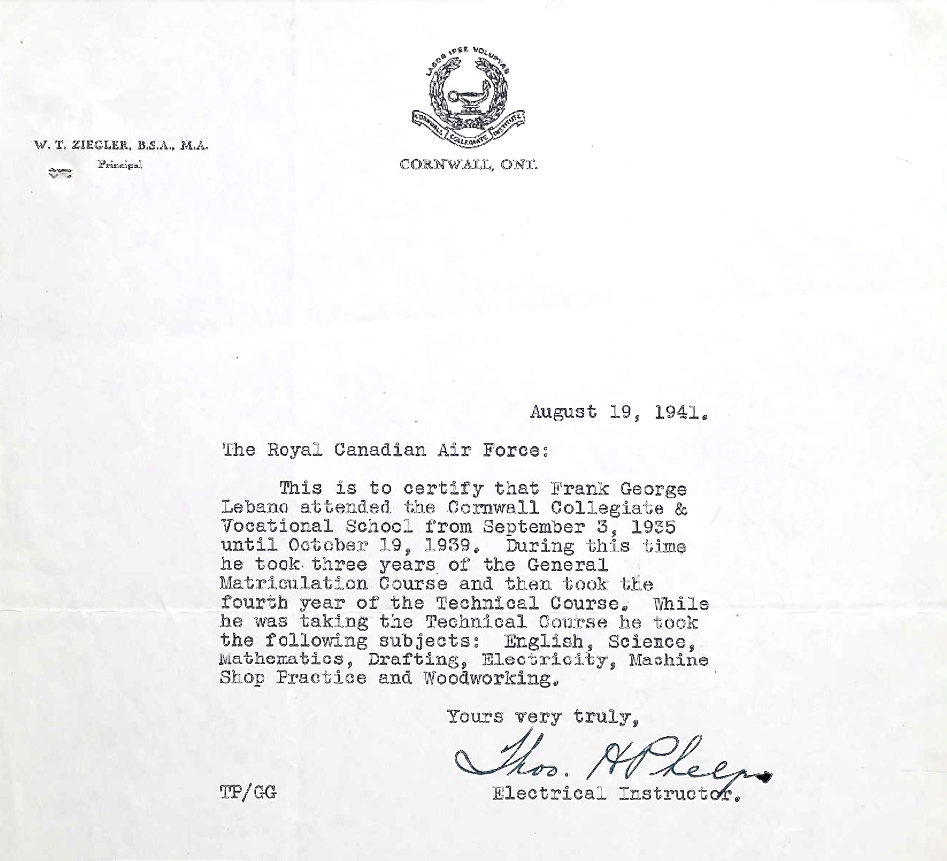 LABOR IPSE VOLUPTAS
CORNWALL COLLEGIATE INSTITUTE
W. T. ZIEGLER, B.S.A., M.A.
Principal
CORNWALL, ONT.
August 19, 1941.
The Royal Canadian Air Force:
This is to certify that Frank George
Lebano attended the Cornwall Collegiate &
Vocational School from September 3, 1935
until October 19, 1939. During this time
he took three years of the General
Matriculation Course and then took the
fourth year of the Technical Course. While
he was taking the Technical Course he took
the following subjects: English, Science,
Mathematics, Drafting, Electricity, Machine
Shop Practice and Woodworking.
Yours very truly,
Thos. H Phelps
TP/GG Electrical Instructor.